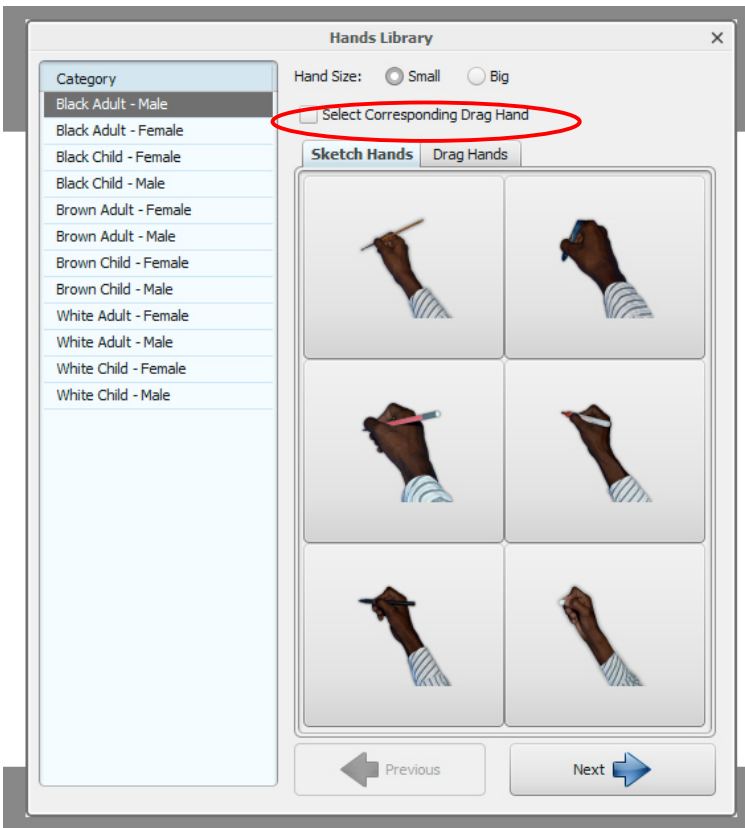 Hands Library
Category
Black Adult - Male
Black Adult - Female
Black Child - Female
Black Child - Male
Brown Adult - Female
Brown Adult - Male
Brown Child - Female
Brown Child - Male
White Adult - Female
White Adult - Male
White Child - Female
White Child - Male
Hand Size: Small Big
Select Corresponding Drag Hand
Sketch Hands Drag Hands
Previous Next